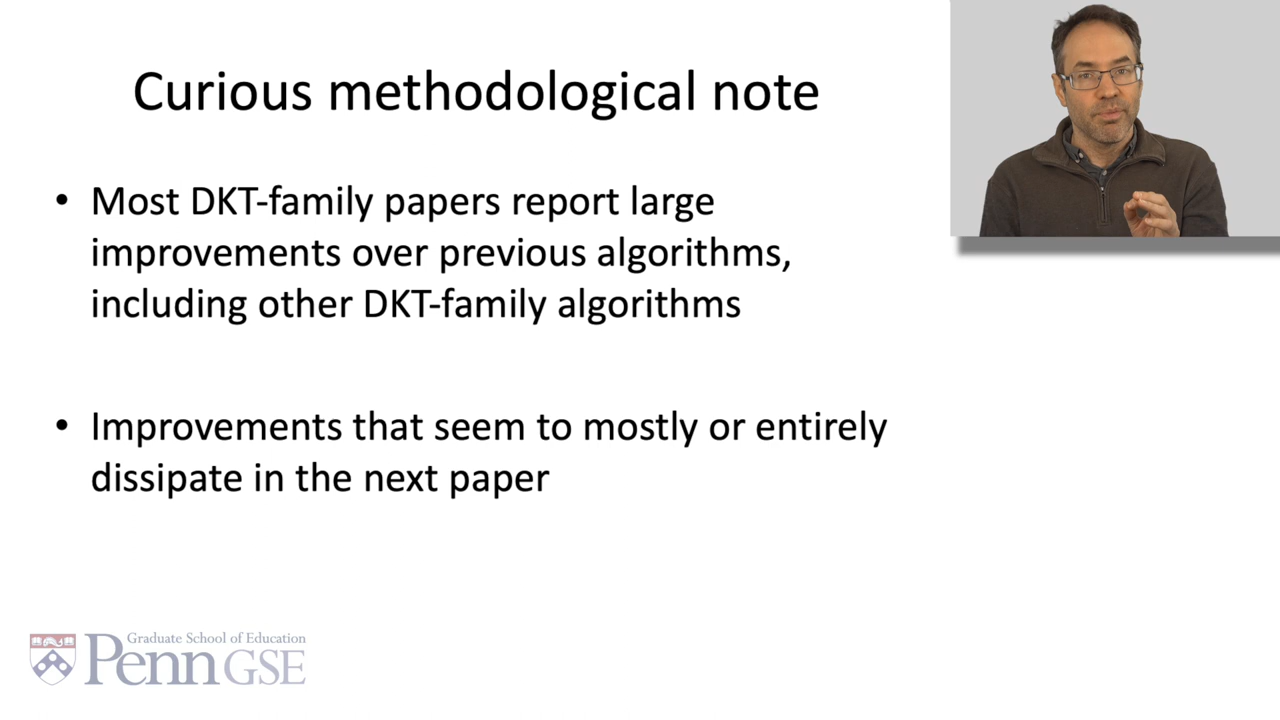 Curious methodological note
• Most DKT-family papers report large
improvements over previous algorithms,
including other DKT-family algorithms
• Improvements that seem to mostly or entirely
dissipate in the next paper
Graduate School of Education
Penn GSE